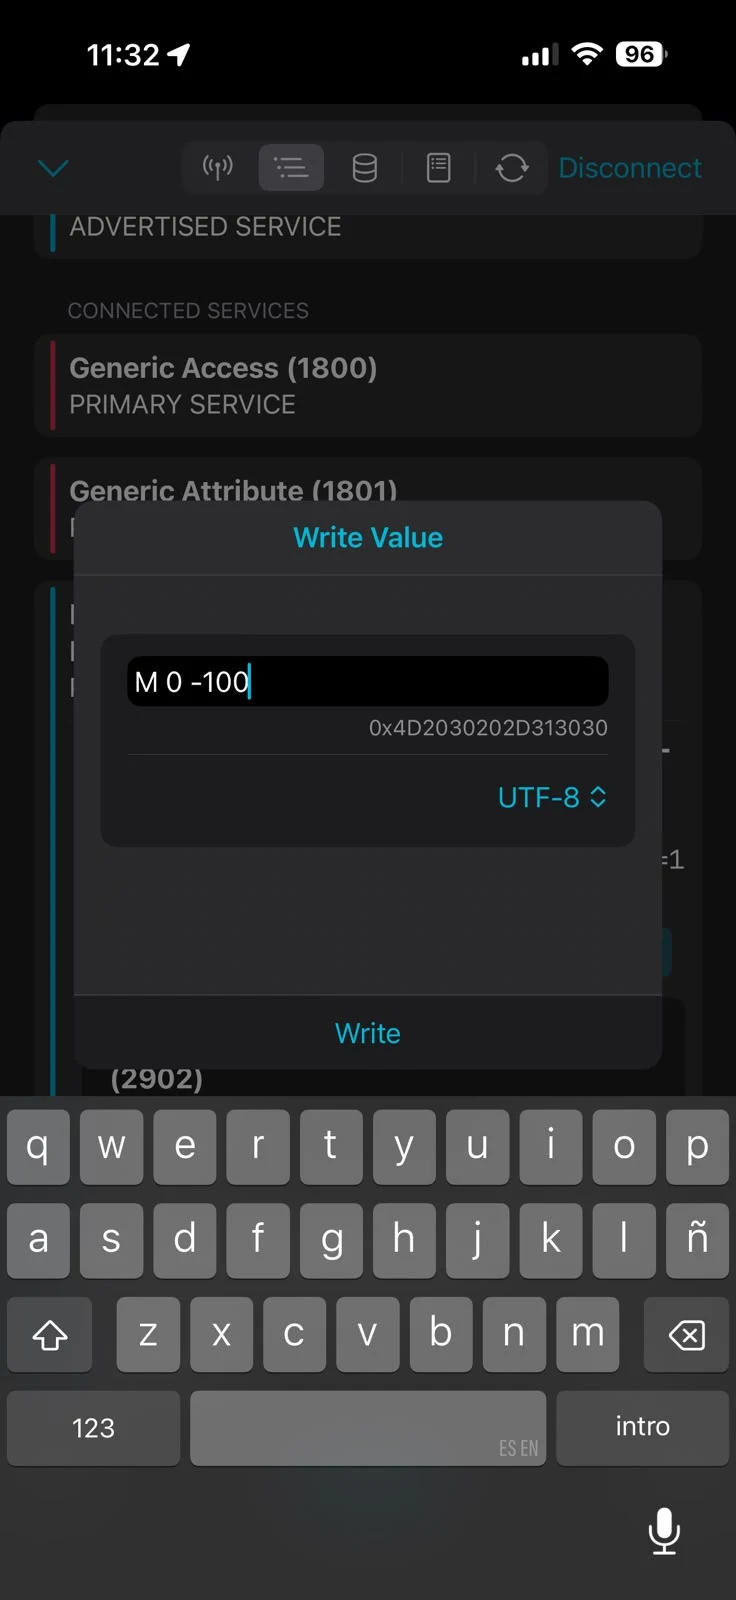 11:32
96
Disconnect
ADVERTISED SERVICE
CONNECTED SERVICES
Generic Access (1800)
PRIMARY SERVICE
Generic Attribute (1801)
Write Value
M 0 -100
0x4D2030202D313030
UTF-8
=1
Write
(2902)
q w e r t y u i o p
a s d f g h j k l ñ
z x c v b n m
123
ES EN
intro